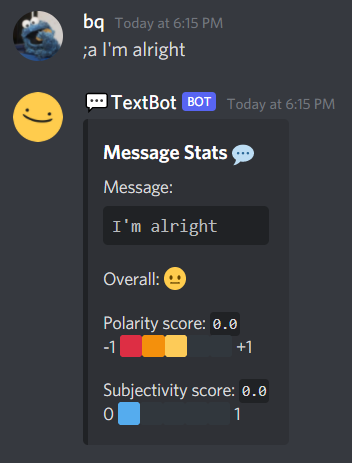 bq Today at 6:15 PM
;a I'm alright
TextBot BOT Today at 6:15 PM
Message Stats
Message:
I'm alright
Overall:
Polarity score: 0.0
-1 +1
Subjectivity score: 0.0
0 1